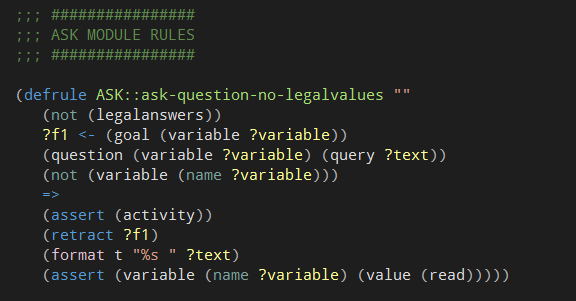 ;;; ################
;;; ASK MODULE RULES
;;; ################
(defrule ASK::ask-question-no-legalvalues ""
(not (legalanswers))
?f1 <- (goal (variable ?variable))
(question (variable ?variable) (query ?text))
(not (variable (name ?variable)))
=>
(assert (activity))
(retract ?f1)
(format t "%s " ?text)
(assert (variable (name ?variable) (value (read)))))